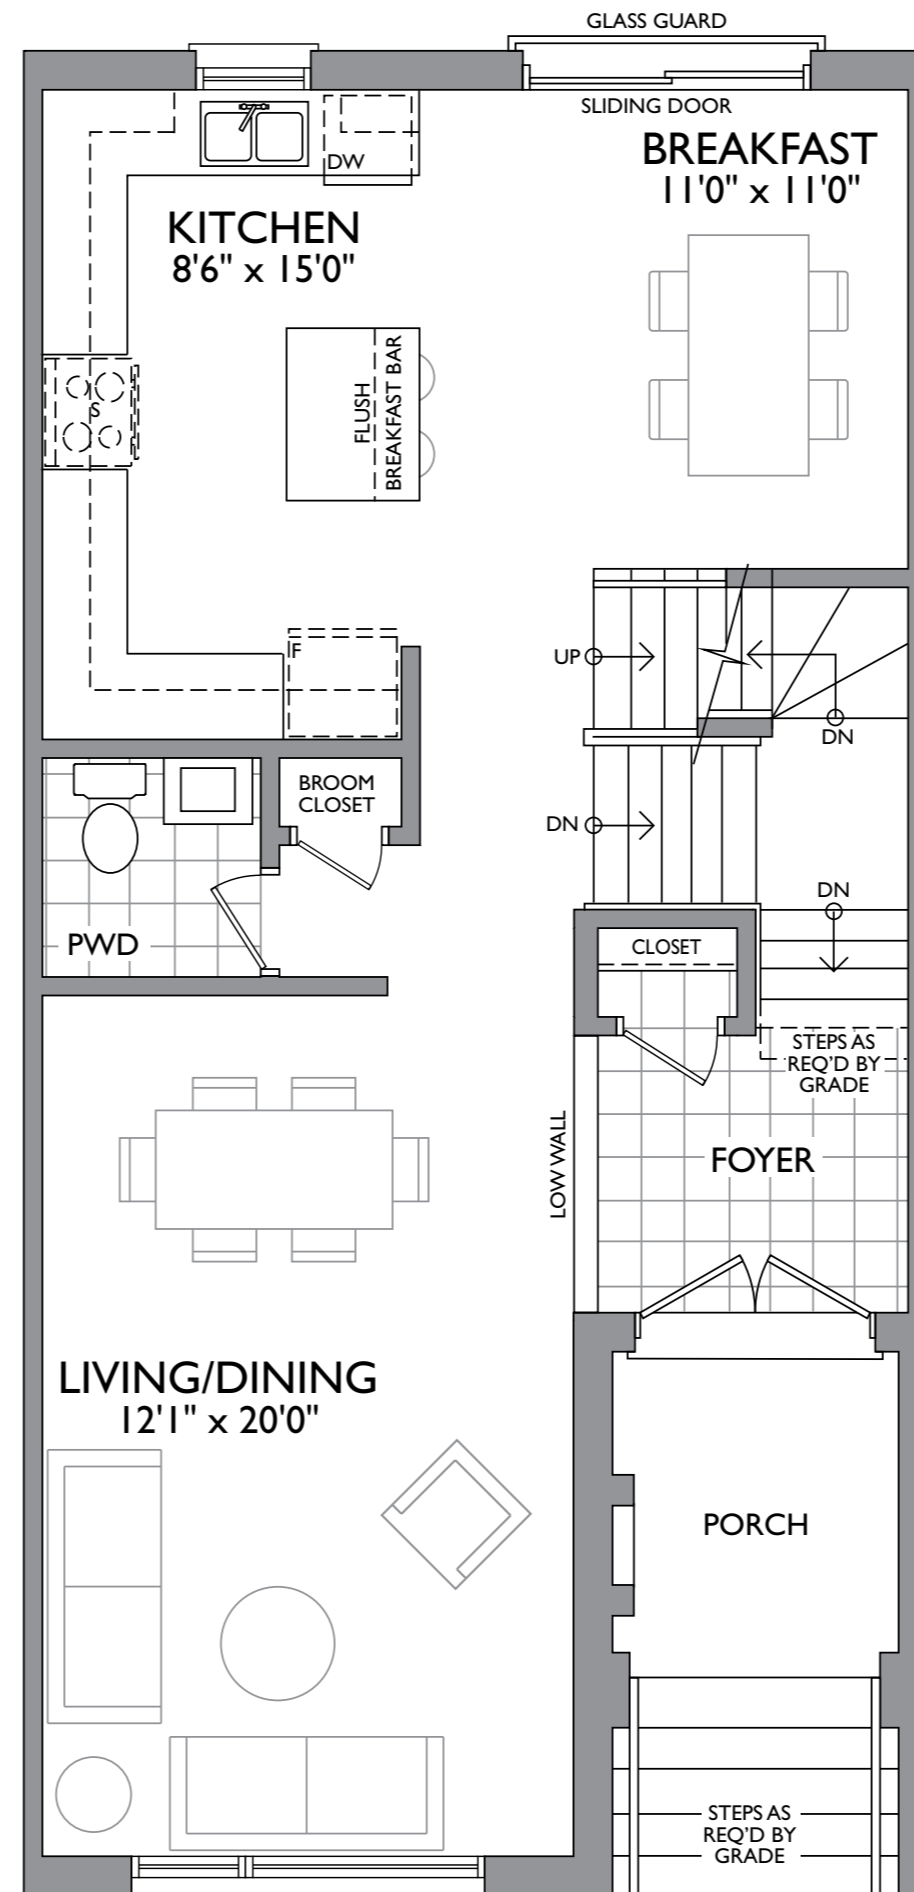 GLASS GUARD
SLIDING DOOR
BREAKFAST
11'0" x 11'0"
DW
KITCHEN
8'6" x 15'0"
S
FLUSH
BREAKFAST BAR
F
UP
DN
BROOM
CLOSET
DN
DN
PWD
CLOSET
STEPS AS
REQ'D BY
GRADE
LOW WALL
FOYER
LIVING/DINING
12'1" x 20'0"
PORCH
STEPS AS
REQ'D BY
GRADE